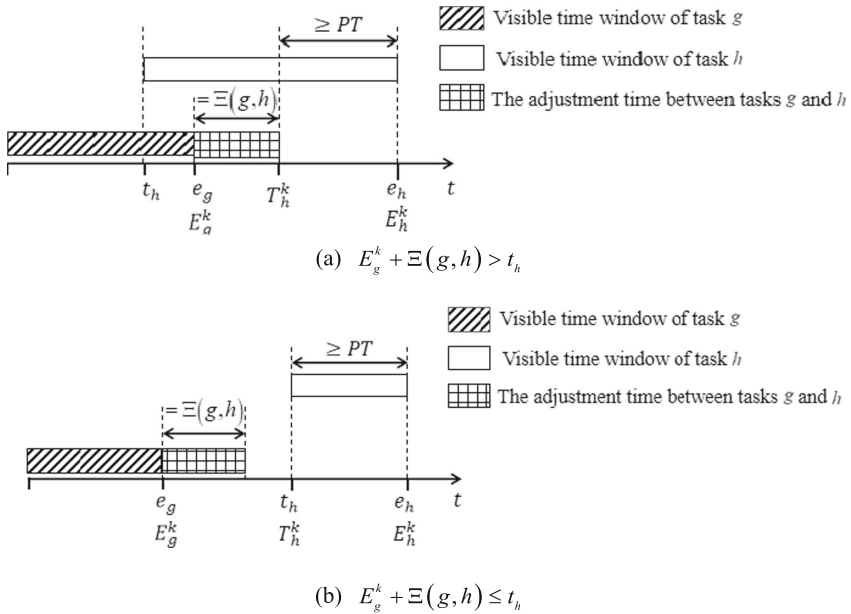 ≥ PT
Visible time window of task g
Visible time window of task h
= Ξ(g,h)
The adjustment time between tasks g and h
t_h e_g T_h^k e_h t
E_g^k E_h^k
(a) E_g^k + Ξ(g,h) > t_h
Visible time window of task g
≥ PT
Visible time window of task h
= Ξ(g,h)
The adjustment time between tasks g and h
e_g t_h e_h t
E_g^k T_h^k E_h^k
(b) E_g^k + Ξ(g,h) ≤ t_h